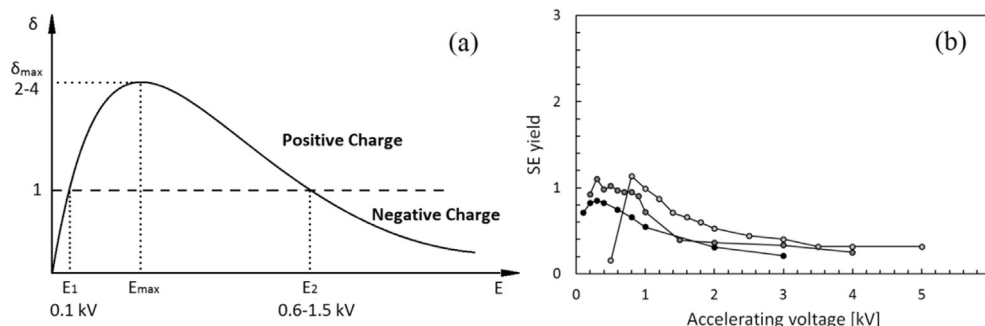 δ
(a)
δmax
2-4
Positive Charge
1
Negative Charge
E1
Emax
E2
E
0.1 kV
0.6-1.5 kV
(b)
3
2
1
0
SE yield
0 1 2 3 4 5
Accelerating voltage [kV]